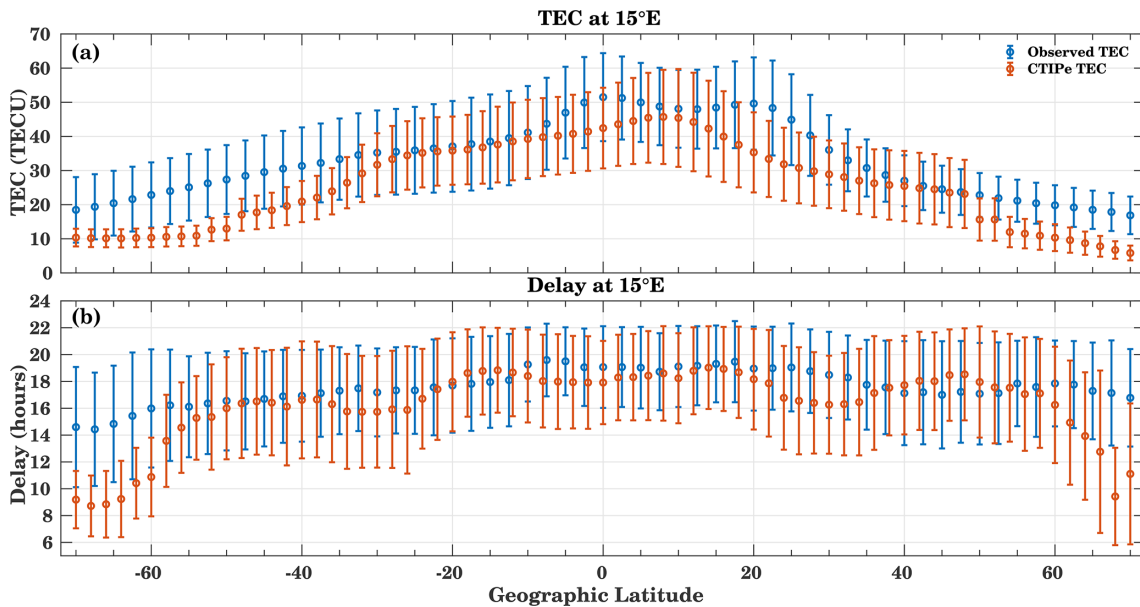 TEC at 15°E
(a)
Observed TEC
CTIPe TEC
TEC (TECU)
70
60
50
40
30
20
10
0
Delay at 15°E
(b)
Delay (hours)
24
22
20
18
16
14
12
10
8
6
-60 -40 -20 0 20 40 60
Geographic Latitude